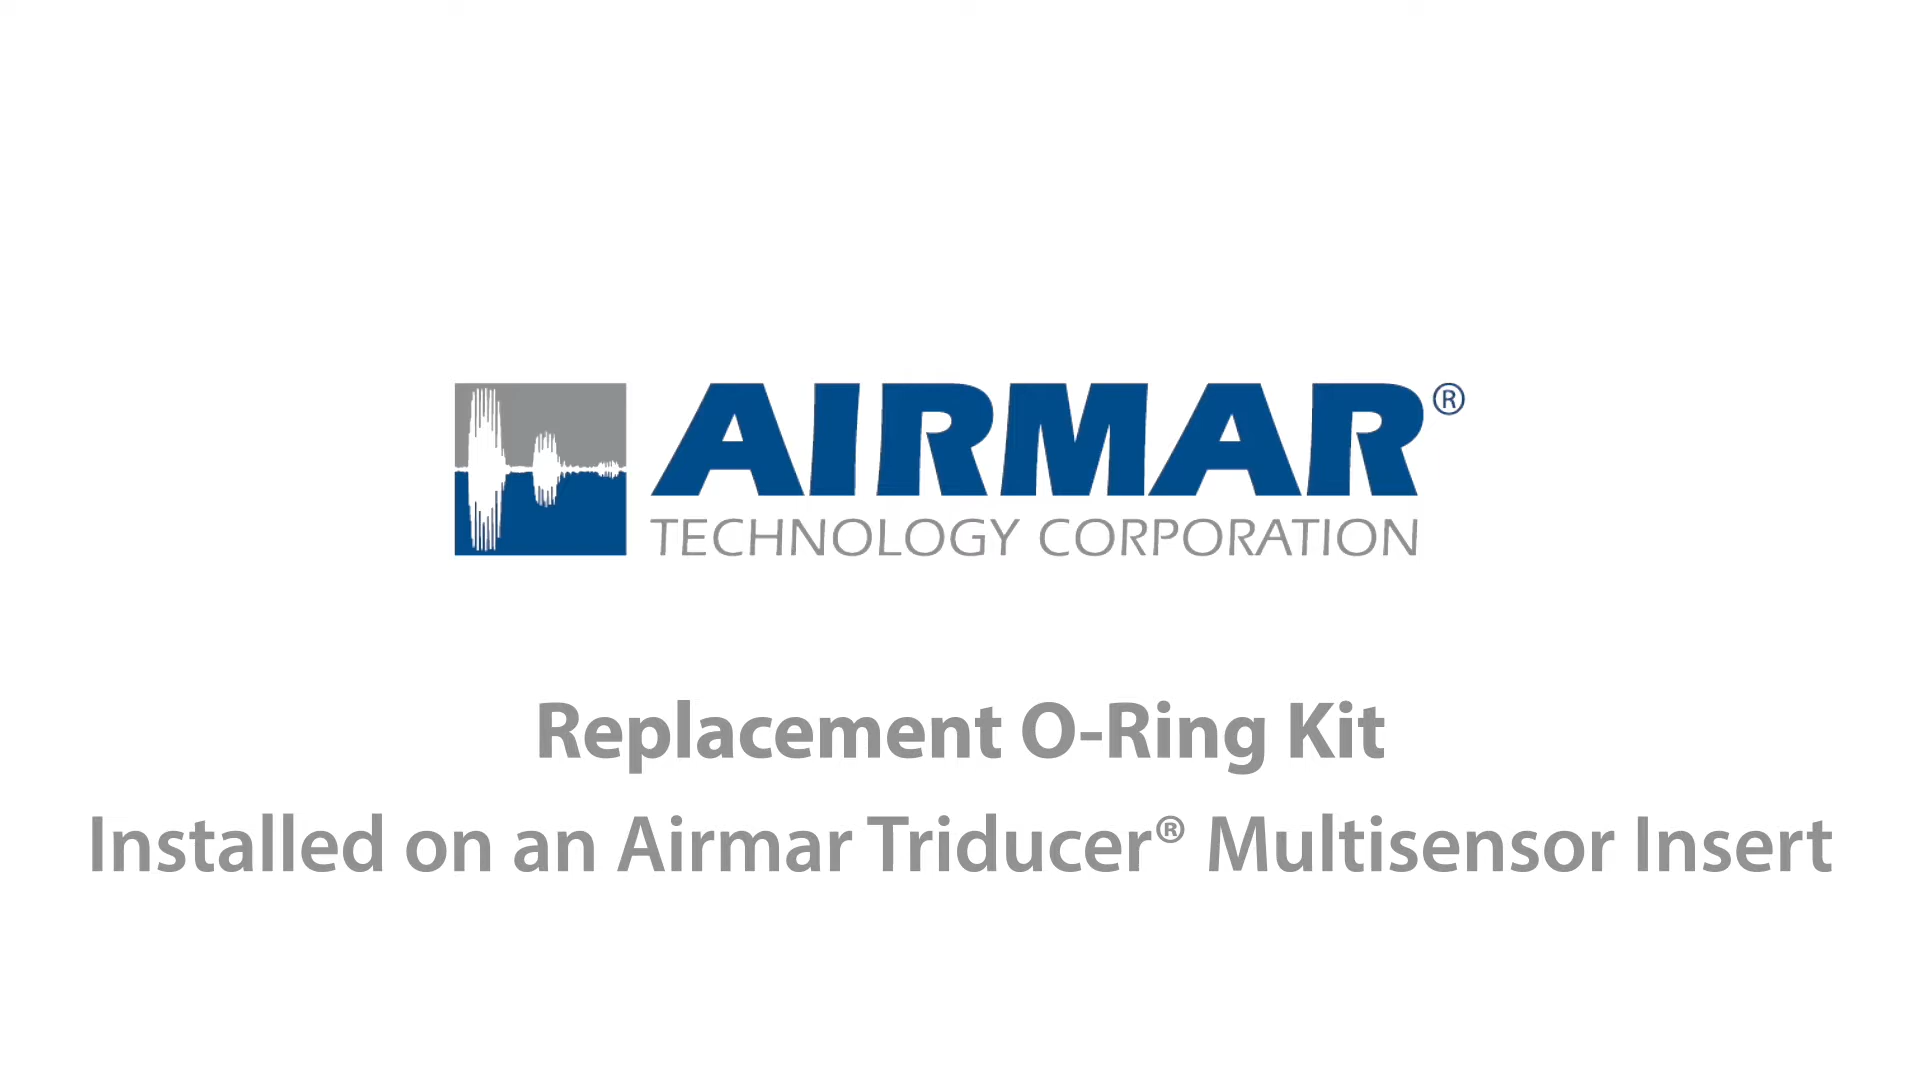 AIRMAR®
TECHNOLOGY CORPORATION
Replacement O-Ring Kit
Installed on an Airmar Triducer® Multisensor Insert